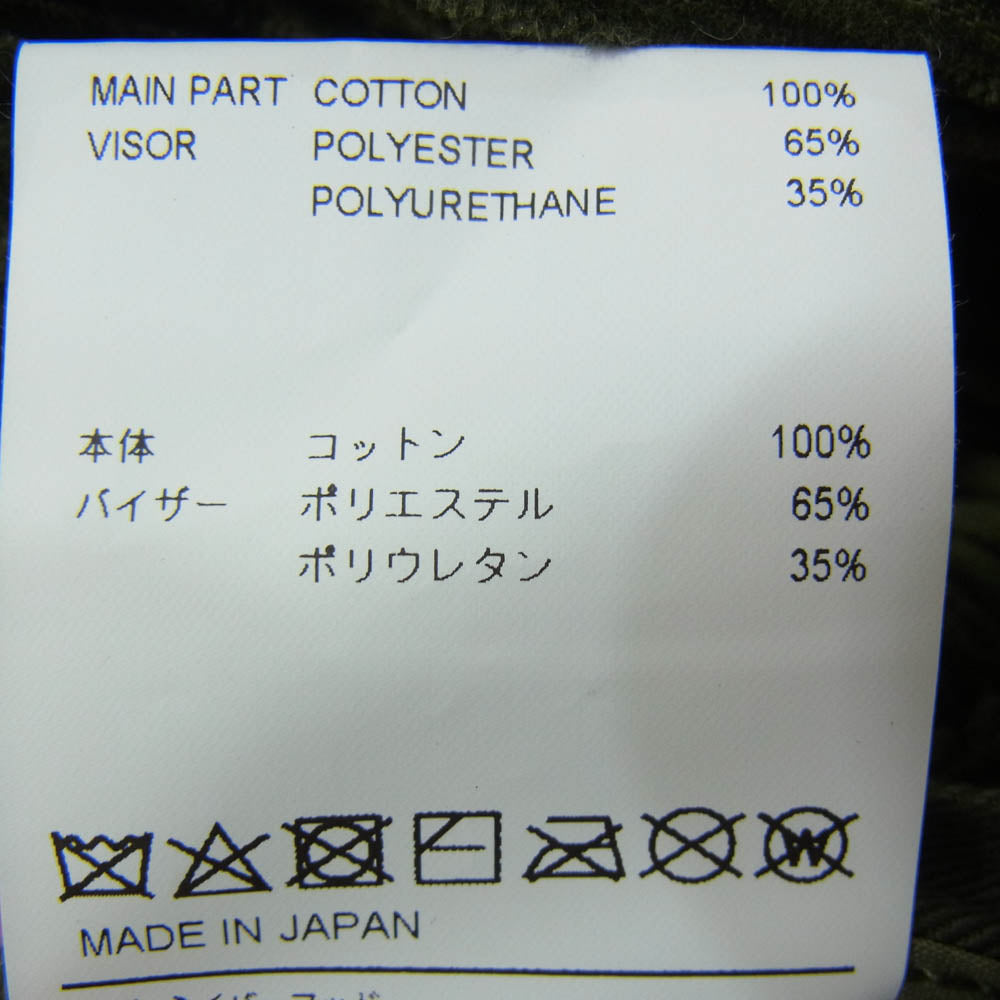 MAIN PART COTTON 100%
VISOR POLYESTER 65%
POLYURETHANE 35%
本体 コットン 100%
バイザー ポリエステル 65%
ポリウレタン 35%
W
MADE IN JAPAN